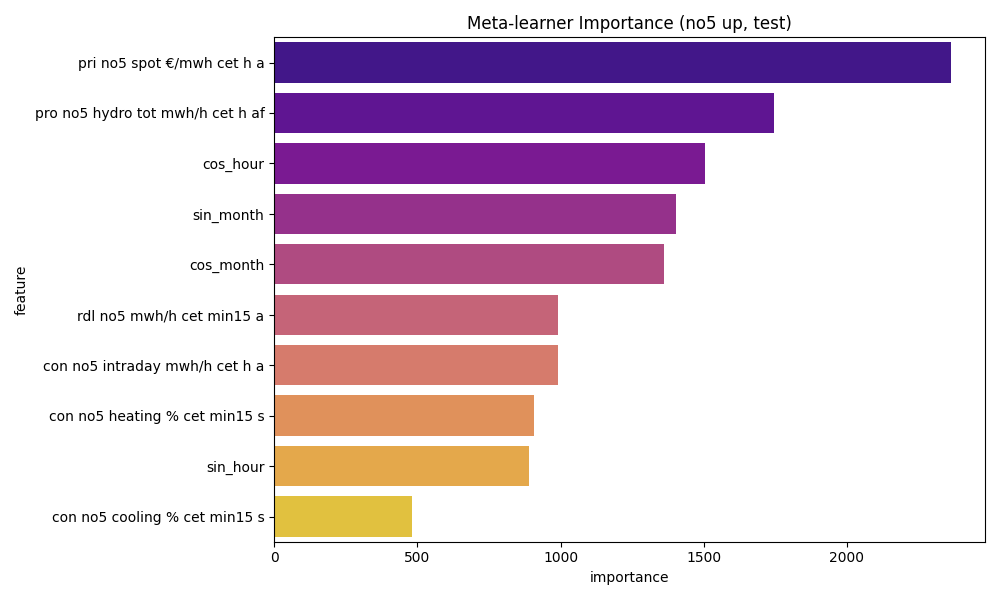 Meta-learner Importance (no5 up, test)
feature
pri no5 spot €/mwh cet h a
pro no5 hydro tot mwh/h cet h af
cos_hour
sin_month
cos_month
rdl no5 mwh/h cet min15 a
con no5 intraday mwh/h cet h a
con no5 heating % cet min15 s
sin_hour
con no5 cooling % cet min15 s
0 500 1000 1500 2000
importance